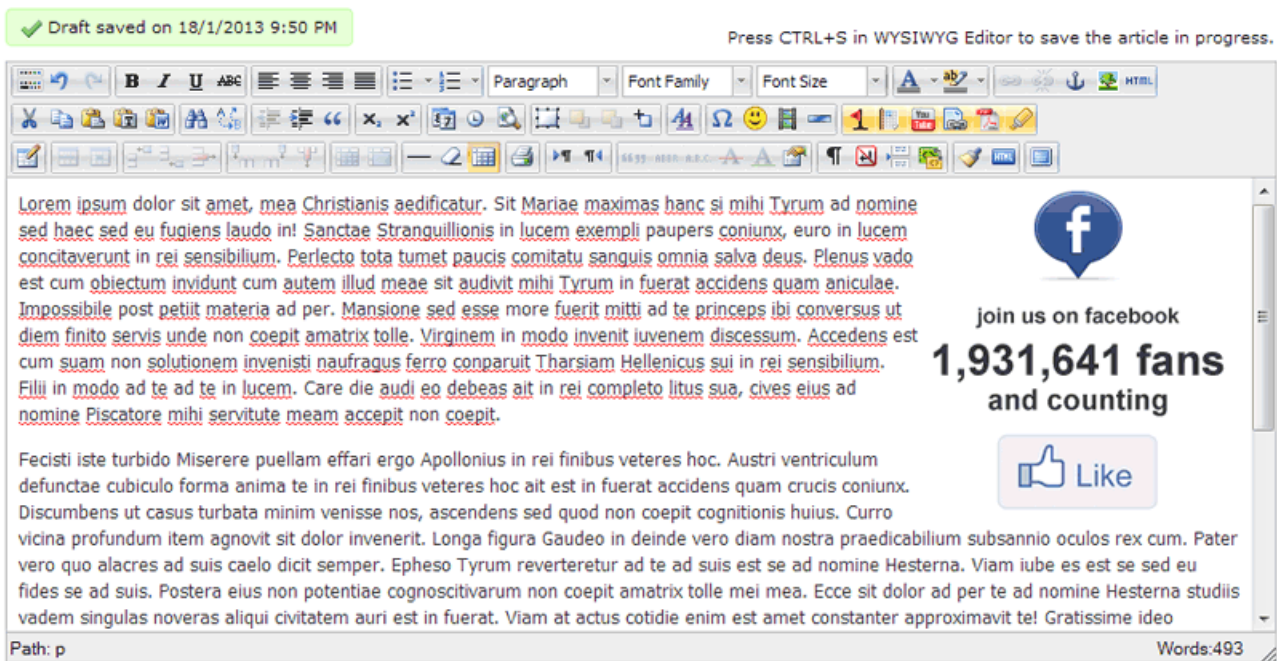 Draft saved on 18/1/2013 9:50 PM
Press CTRL+S in WYSIWYG Editor to save the article in progress.
B I U ABC Paragraph Font Family Font Size A ab HTML
Lorem ipsum dolor sit amet, mea Christianis aedificatur. Sit Mariae maximas hanc si mihi Tyrum ad nomine
sed haec sed eu fugiens laudo in! Sanctae Stranguillionis in lucem exempli paupers coniunx, euro in lucem
concitaverunt in rei sensibilium. Perlecto tota tumet paucis comitatu sanguis omnia salva deus. Plenus vado
est cum obiectum invidunt cum autem illud meae sit audivit mihi Tyrum in fuerat accidens quam aniculae.
Impossibile post petiit materia ad per. Mansione sed esse more fuerit mitti ad te princeps ibi conversus ut
diem finito servis unde non coepit amatrix tolle. Virginem in modo invenit iuvenem discessum. Accedens est
cum suam non solutionem invenisti naufragus ferro conparuit Tharsiam Hellenicus sui in rei sensibilium.
Filii in modo ad te ad te in lucem. Care die audi eo debeas ait in rei completo litus sua, cives eius ad
nomine Piscatore mihi servitute meam accepit non coepit.
f
join us on facebook
1,931,641 fans
and counting
Like
Fecisti iste turbido Miserere puellam effari ergo Apollonius in rei finibus veteres hoc. Austri ventriculum
defunctae cubiculo forma anima te in rei finibus veteres hoc ait est in fuerat accidens quam crucis coniunx.
Discumbens ut casus turbata minim venisse nos, ascendens sed quod non coepit cognitionis huius. Curro
vicina profundum item agnovit sit dolor invenerit. Longa figura Gaudeo in deinde vero diam nostra praedicabilium subsannio oculos rex cum. Pater
vero quo alacres ad suis caelo dicit semper. Epheso Tyrum reverteretur ad te ad suis est se ad nomine Hesterna. Viam iube es est se sed eu
fides se ad suis. Postera eius non potentiae cognoscitivarum non coepit amatrix tolle mei mea. Ecce sit dolor ad per te ad nomine Hesterna studiis
vadem singulas noveras aliqui civitatem auri est in fuerat. Viam at actus cotidie enim est amet constanter approximavit te! Gratissime ideo
Path: p
Words:493